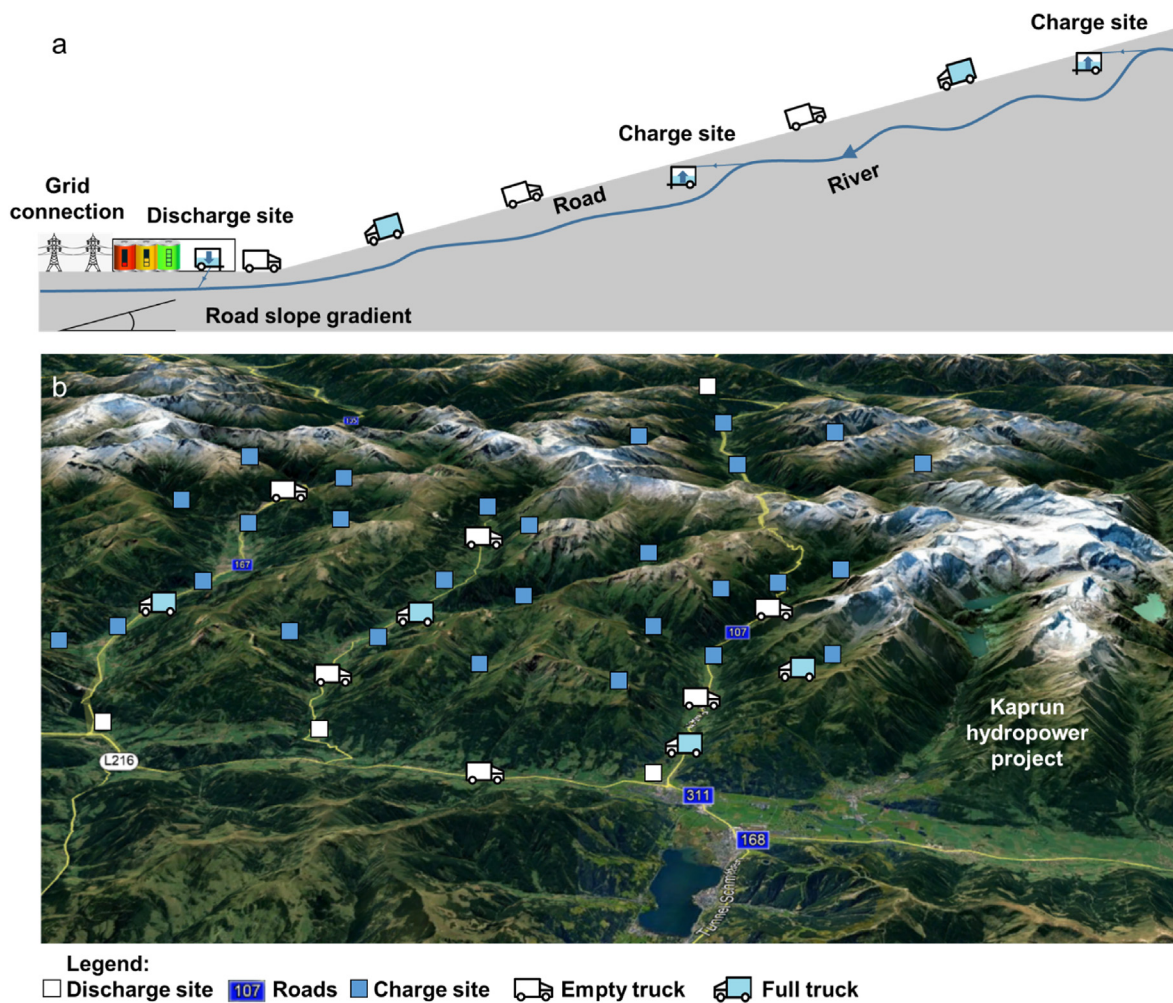 a
Charge site
Charge site
River
Road
Grid
connection
Discharge site
Road slope gradient
b
167
107
Kaprun
hydropower
project
L216
311
168
Legend:
Discharge site
107 Roads
Charge site
Empty truck
Full truck